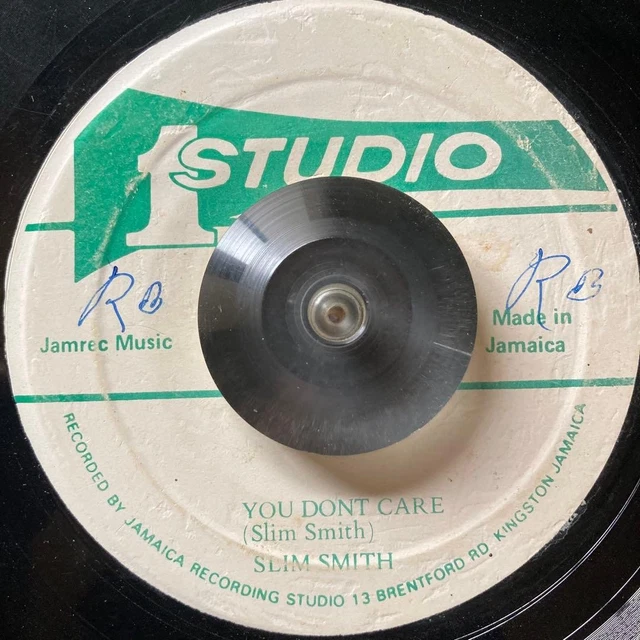 1 STUDIO
RB
RB
Jamrec Music
Made in
Jamaica
YOU DONT CARE
(Slim Smith)
SLIM SMITH
RECORDED BY JAMAICA RECORDING STUDIO 13 BRENTFORD RD. KINGSTON JAMAICA